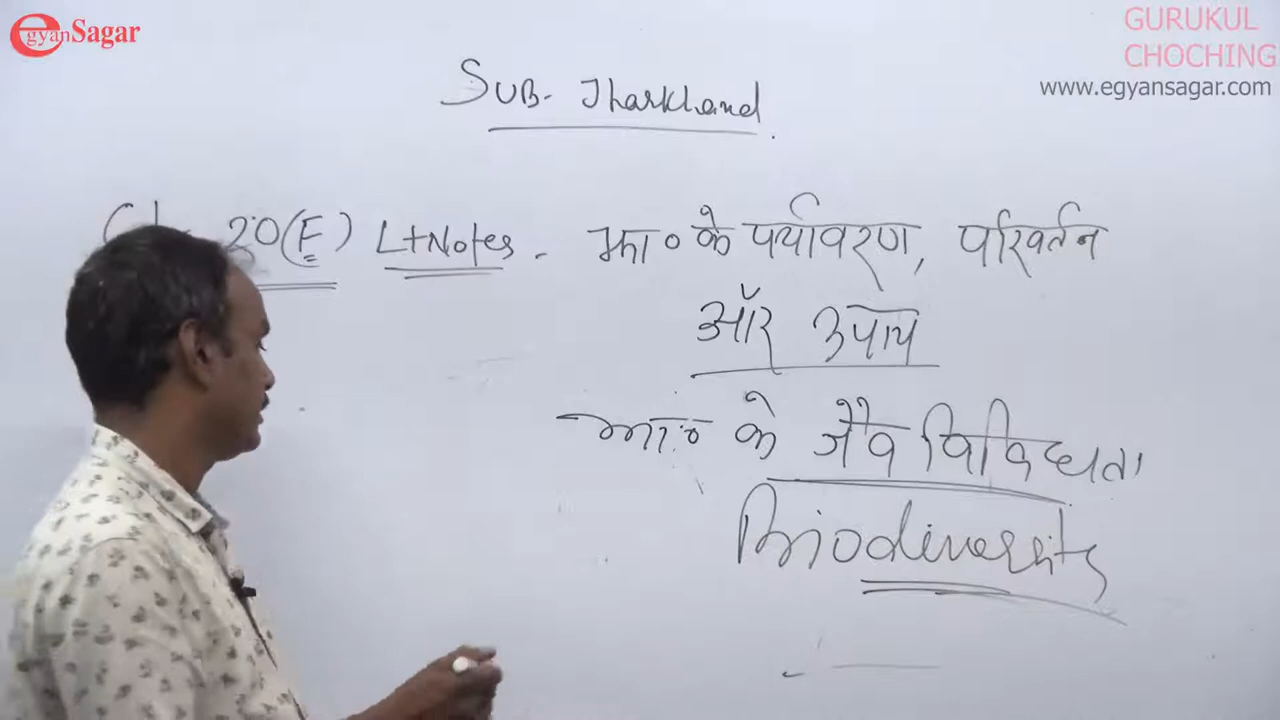 egyanSagar
GURUKUL
CHOCHING
www.egyansagar.com
SUB- Jharkhand.
20(E) L+Notes - झा० के पर्यावरण, परिवर्तन
और उपाय
झा० के जैव विविधता
Biodiversity